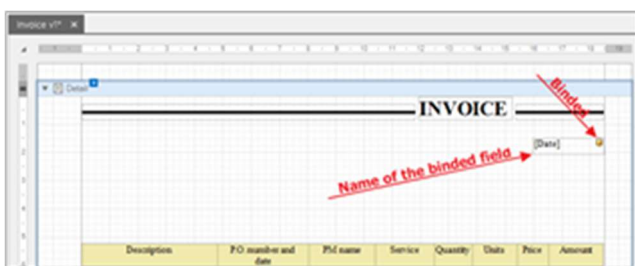 invoice v1* ×
Detail
INVOICE
Binded
[Date]
Name of the binded field
Description P.O. number and date PM name Service Quantity Units Price Amount